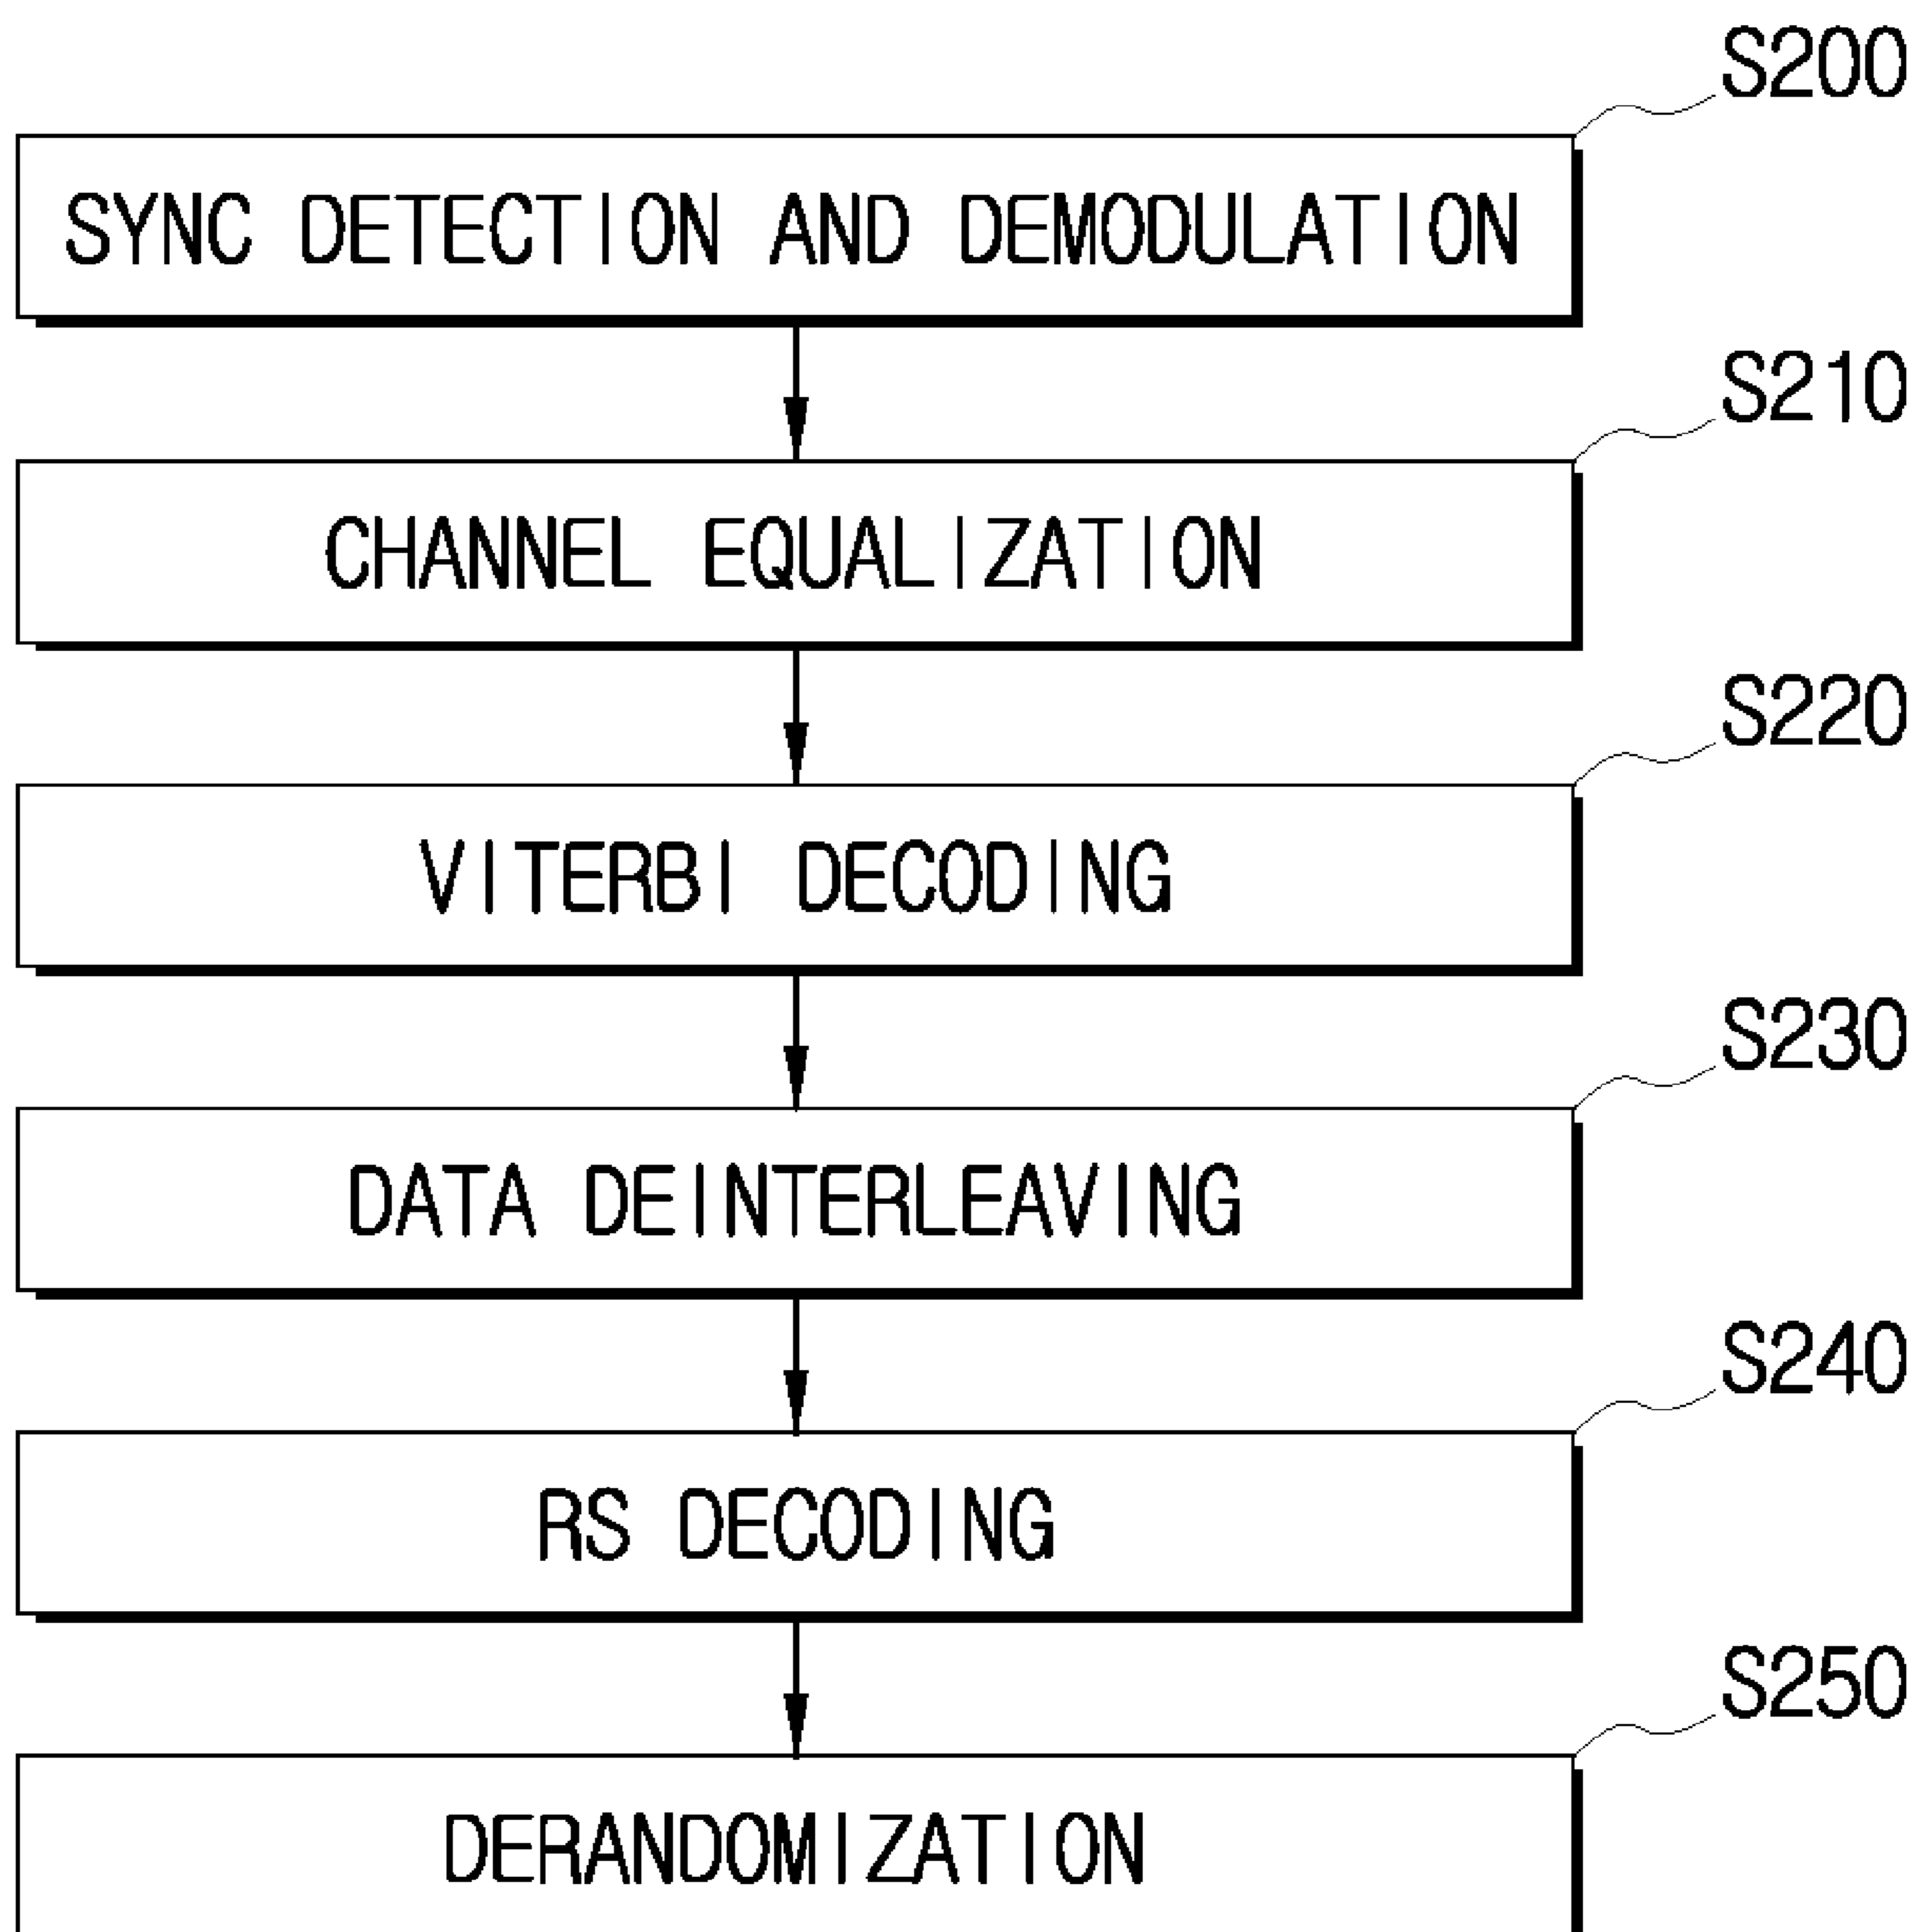 S200
SYNC DETECTION AND DEMODULATION
S210
CHANNEL EQUALIZATION
S220
VITERBI DECODING
S230
DATA DEINTERLEAVING
S240
RS DECODING
S250
DERANDOMIZATION